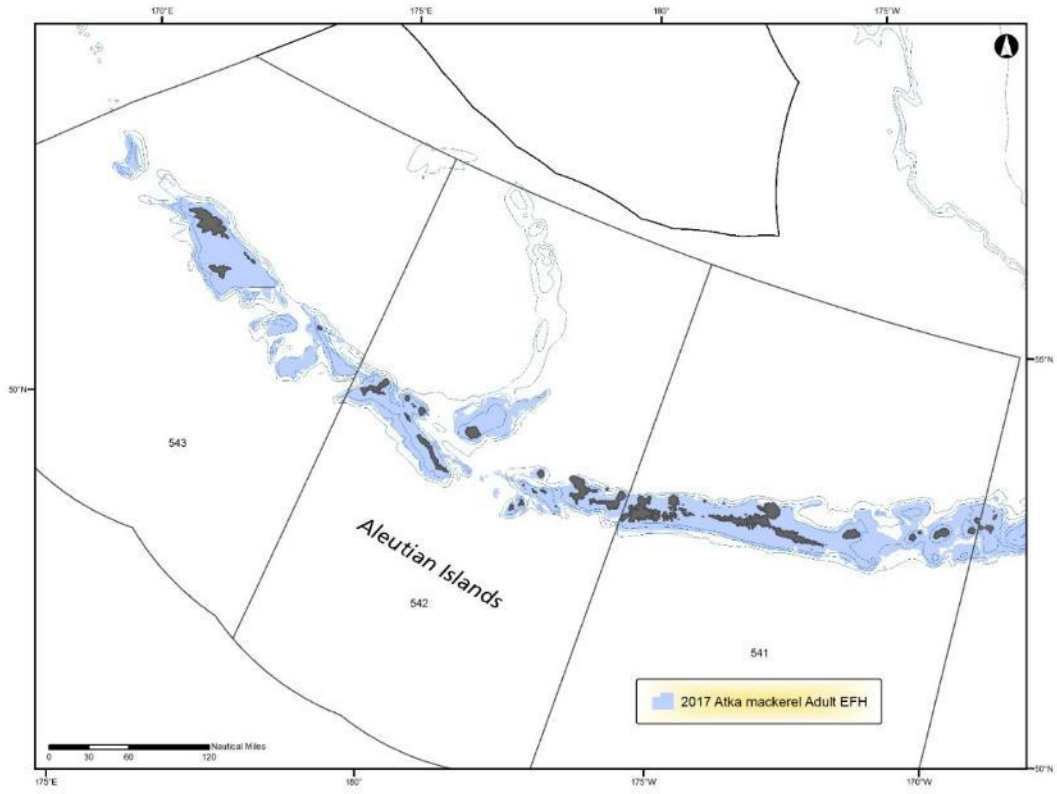 170°E 175°E 180° 175°W
55°N
50°N
543
Aleutian Islands
542
541
2017 Atka mackerel Adult EFH
Nautical Miles
0 30 60 120
50°N
175°E 180° 175°W 170°W